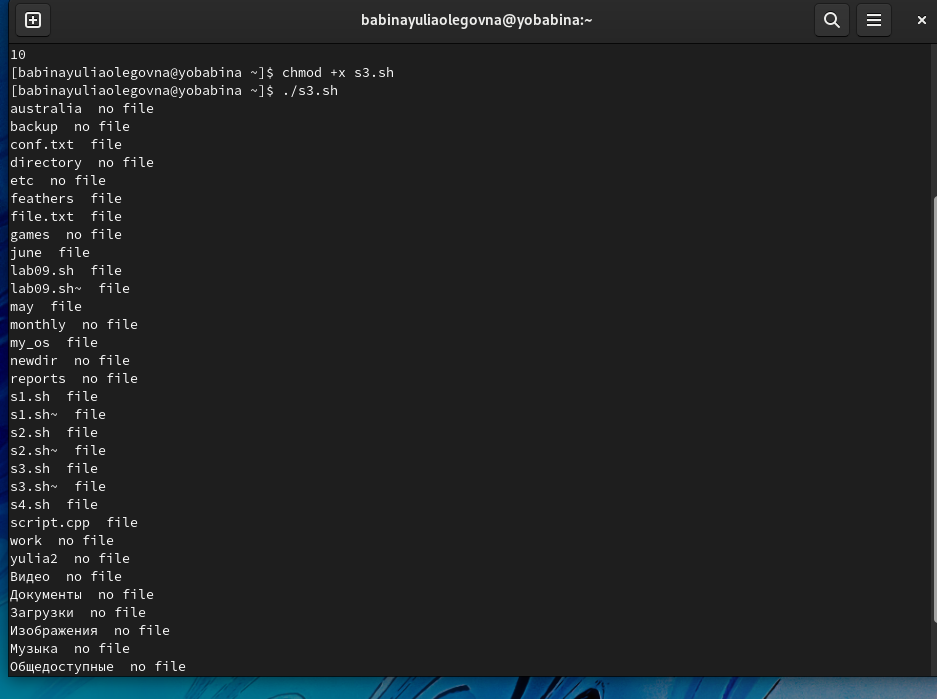 babinayuliaolegovna@yobabina:~
10
[babinayuliaolegovna@yobabina ~]$ chmod +x s3.sh
[babinayuliaolegovna@yobabina ~]$ ./s3.sh
australia  no file
backup  no file
conf.txt  file
directory  no file
etc  no file
feathers  file
file.txt  file
games  no file
june  file
lab09.sh  file
lab09.sh~  file
may  file
monthly  no file
my_os  file
newdir  no file
reports  no file
s1.sh  file
s1.sh~  file
s2.sh  file
s2.sh~  file
s3.sh  file
s3.sh~  file
s4.sh  file
script.cpp  file
work  no file
yulia2  no file
Видео  no file
Документы  no file
Загрузки  no file
Изображения  no file
Музыка  no file
Общедоступные  no file